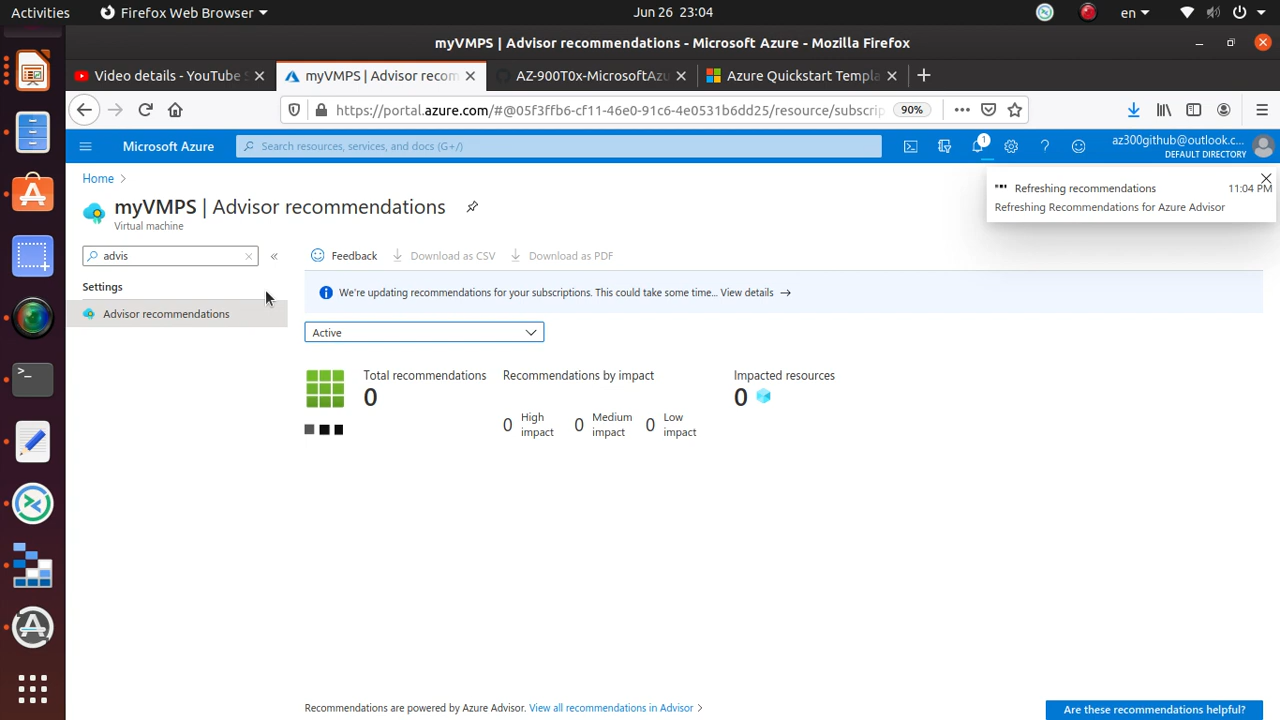 Activities
Firefox Web Browser
Jun 26 23:04
en
myVMPS | Advisor recommendations - Microsoft Azure - Mozilla Firefox
Video details - YouTube S
myVMPS | Advisor recom
AZ-900T0x-MicrosoftAzu
Azure Quickstart Templa
https://portal.azure.com/#@05f3ffb6-cf11-46e0-91c6-4e0531b6dd25/resource/subscrip
90%
Microsoft Azure
Search resources, services, and docs (G+/)
1
az300github@outlook.c...
DEFAULT DIRECTORY
Home
Refreshing recommendations
11:04 PM
Refreshing Recommendations for Azure Advisor
myVMPS | Advisor recommendations
Virtual machine
advis
Feedback
Download as CSV
Download as PDF
Settings
Advisor recommendations
We're updating recommendations for your subscriptions. This could take some time... View details
Active
Total recommendations
0
Recommendations by impact
0 High impact
0 Medium impact
0 Low impact
Impacted resources
0
Recommendations are powered by Azure Advisor. View all recommendations in Advisor
Are these recommendations helpful?